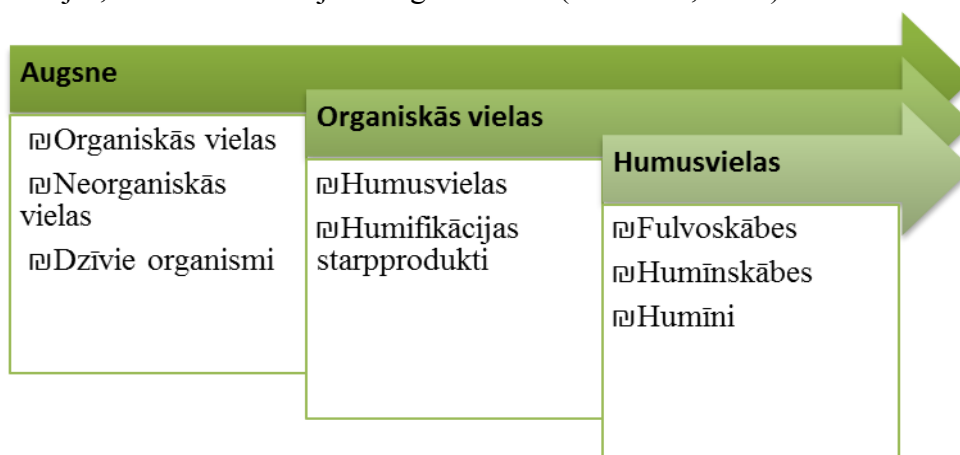 Augsne
₪Organiskās vielas
₪Neorganiskās
vielas
₪Dzīvie organismi
Organiskās vielas
₪Humusvielas
₪Humifikācijas
starpprodukti
Humusvielas
₪Fulvoskābes
₪Humīnskābes
₪Humīni